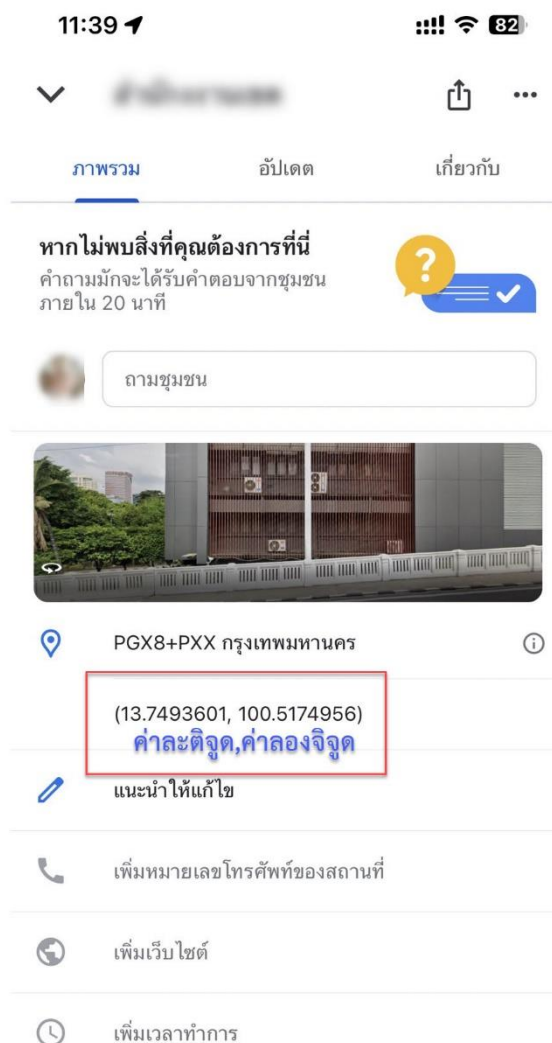 11:39
82
ภาพรวม
อัปเดต
เกี่ยวกับ
หากไม่พบสิ่งที่คุณต้องการที่นี่
คำถามมักจะได้รับคำตอบจากชุมชน
ภายใน 20 นาที
ถามชุมชน
PGX8+PXX กรุงเทพมหานคร
(13.7493601, 100.5174956)
ค่าละติจูด,ค่าลองจิจูด
แนะนำให้แก้ไข
เพิ่มหมายเลขโทรศัพท์ของสถานที่
เพิ่มเว็บไซต์
เพิ่มเวลาทำการ